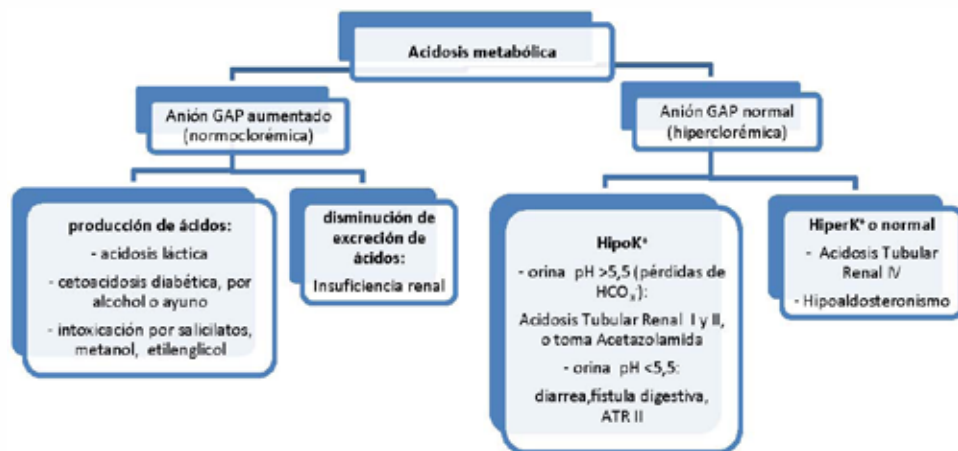 Acidosis metabólica
Anión GAP aumentado
(normoclorémica)
Anión GAP normal
(hiperclorémica)
producción de ácidos:
- acidosis láctica
- cetoacidosis diabética, por
alcohol o ayuno
- intoxicación por salicilatos,
metanol, etilenglicol
disminución de
excreción de
ácidos:
Insuficiencia renal
HipoK⁺
- orina pH >5,5 (pérdidas de
HCO₃⁻):
Acidosis Tubular Renal I y II,
o toma Acetazolamida
- orina pH <5,5:
diarrea,fístula digestiva,
ATR II
HiperK⁺ o normal
- Acidosis Tubular
Renal IV
- Hipoaldosteronismo